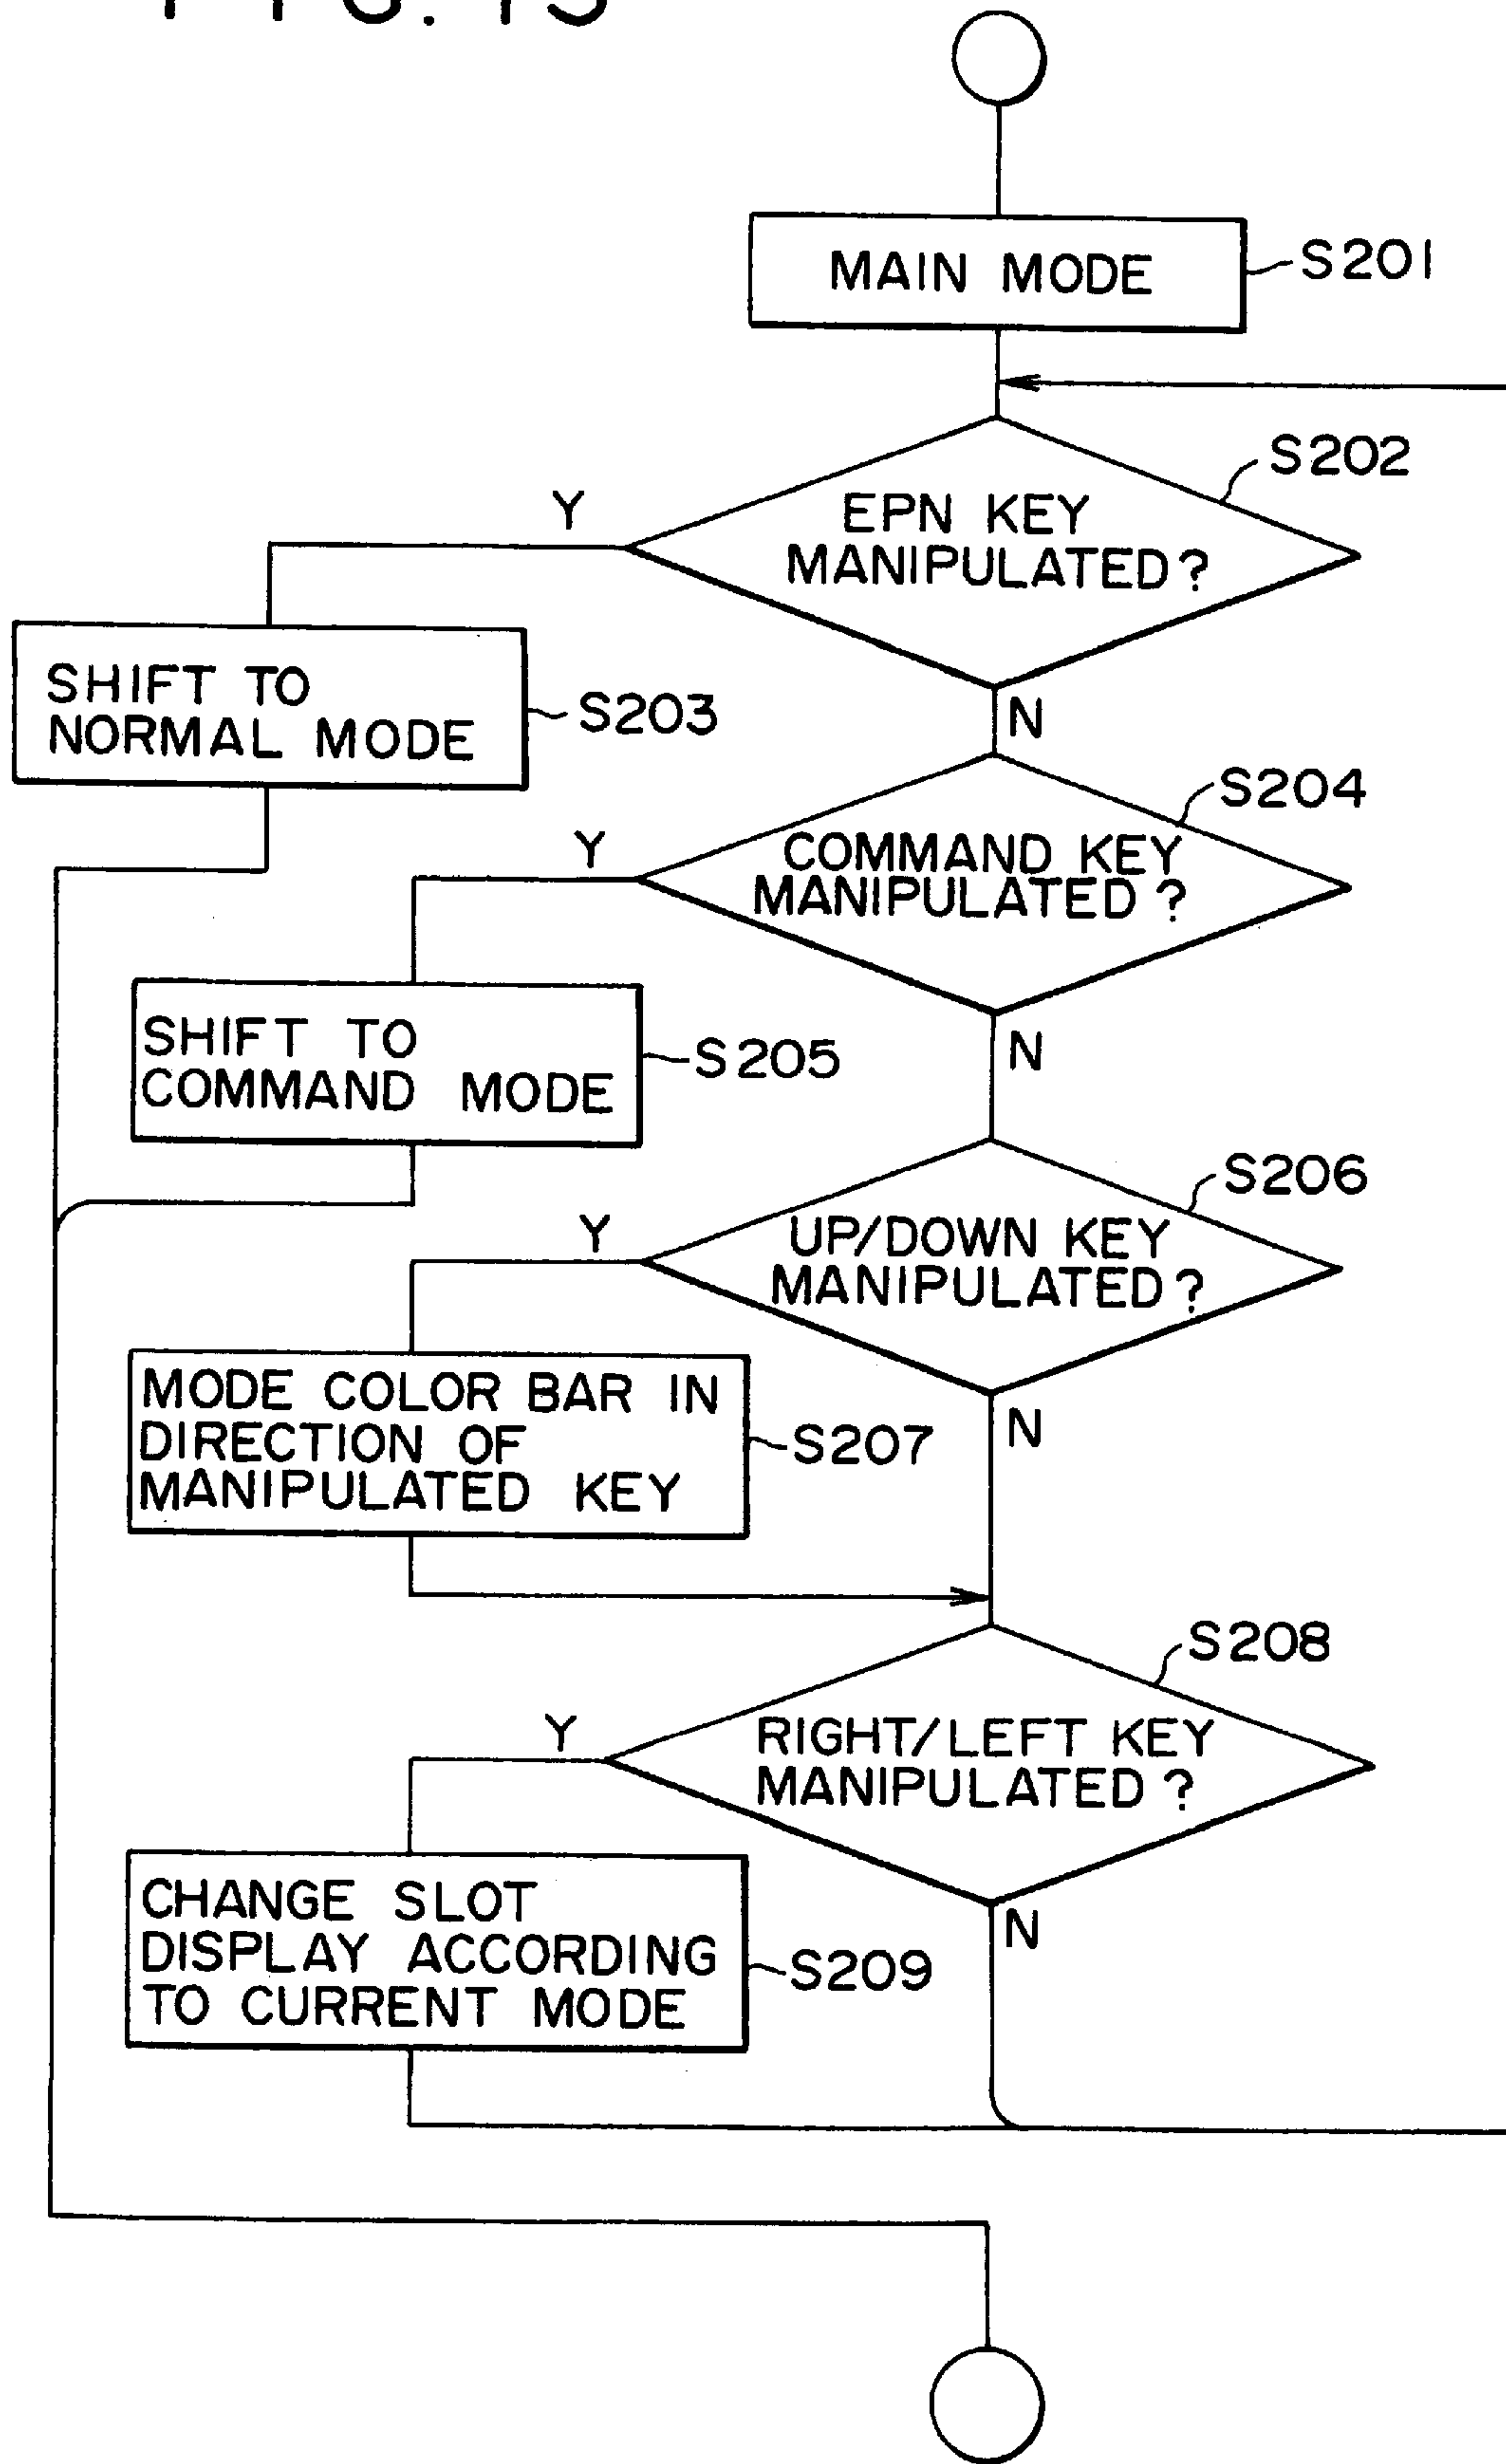 FIG. 15
MAIN MODE
S201
S202
EPN KEY
MANIPULATED?
Y
N
SHIFT TO
NORMAL MODE
S203
S204
COMMAND KEY
MANIPULATED?
Y
N
SHIFT TO
COMMAND MODE
S205
S206
UP/DOWN KEY
MANIPULATED?
Y
N
MODE COLOR BAR IN
DIRECTION OF
MANIPULATED KEY
S207
S208
RIGHT/LEFT KEY
MANIPULATED?
Y
N
CHANGE SLOT
DISPLAY ACCORDING
TO CURRENT MODE
S209